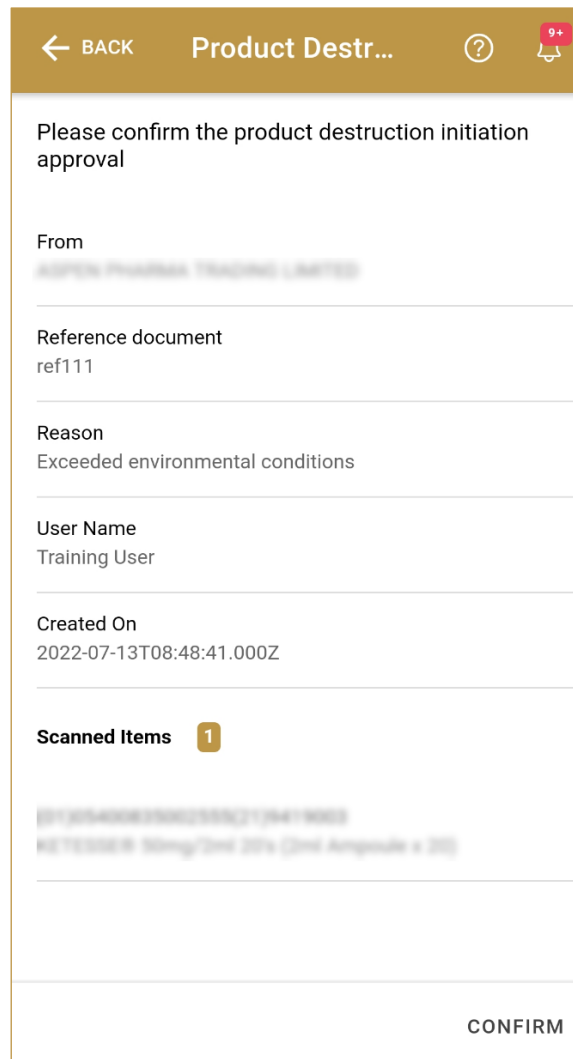 BACK
Product Destr...
9+
Please confirm the product destruction initiation
approval
From
Reference document
ref111
Reason
Exceeded environmental conditions
User Name
Training User
Created On
2022-07-13T08:48:41.000Z
Scanned Items
1
CONFIRM